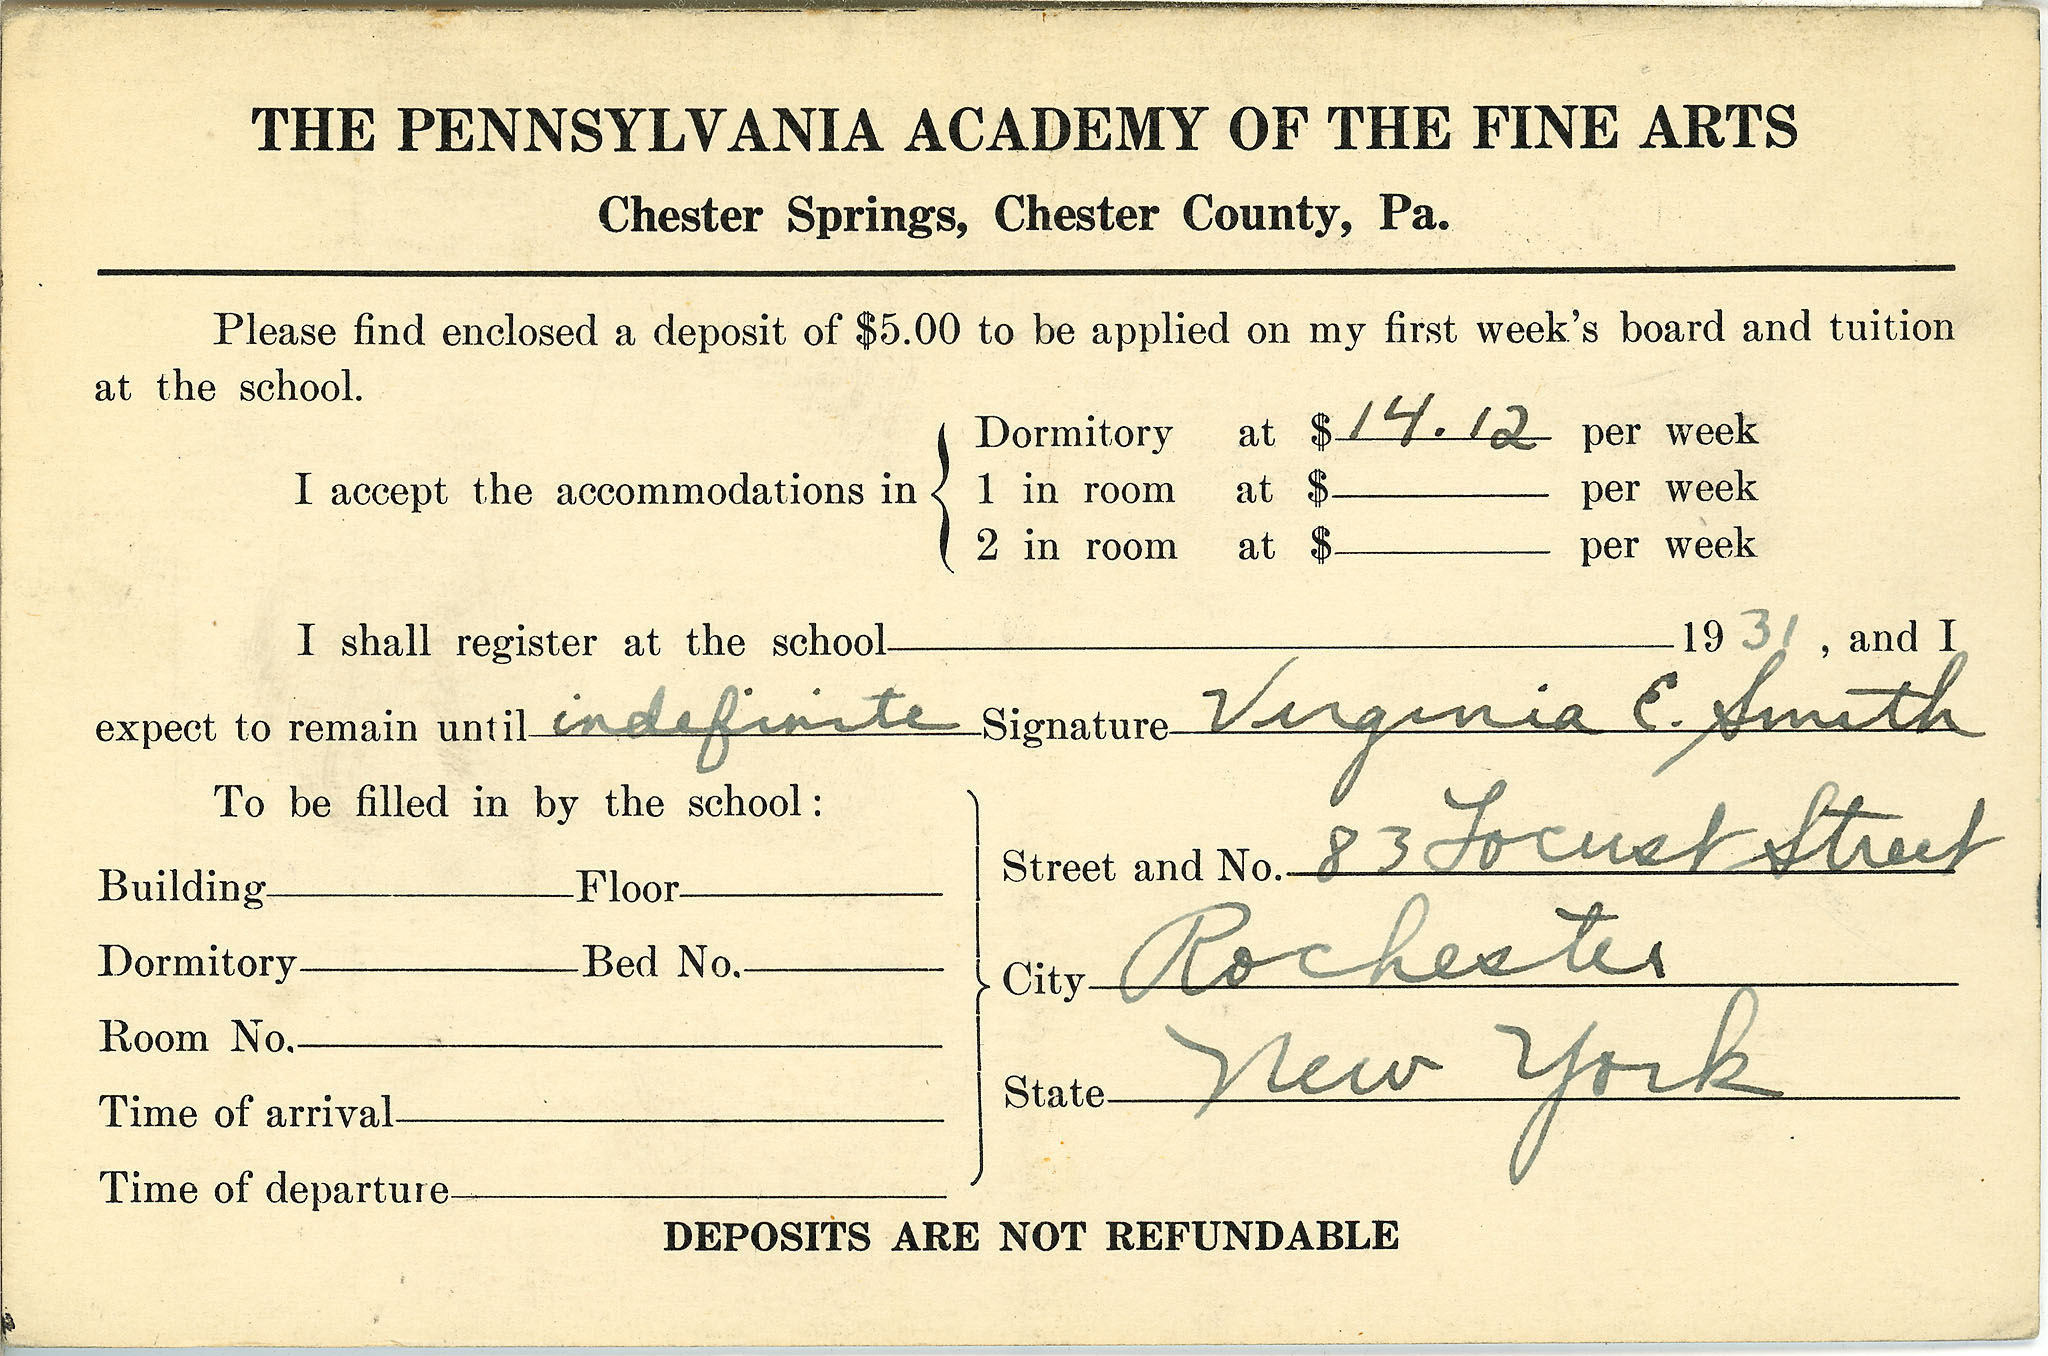 THE PENNSYLVANIA ACADEMY OF THE FINE ARTS
Chester Springs, Chester County, Pa.
Please find enclosed a deposit of $5.00 to be applied on my first week's board and tuition
at the school.
I accept the accommodations in
Dormitory at $14.12 per week
1 in room at $ per week
2 in room at $ per week
I shall register at the school 1931, and I
expect to remain until indefinite Signature Virginia E. Smith
To be filled in by the school:
Building Floor
Dormitory Bed No.
Room No.
Time of arrival
Time of departure
Street and No. 83 Locust Street
City Rochester
State New York
DEPOSITS ARE NOT REFUNDABLE